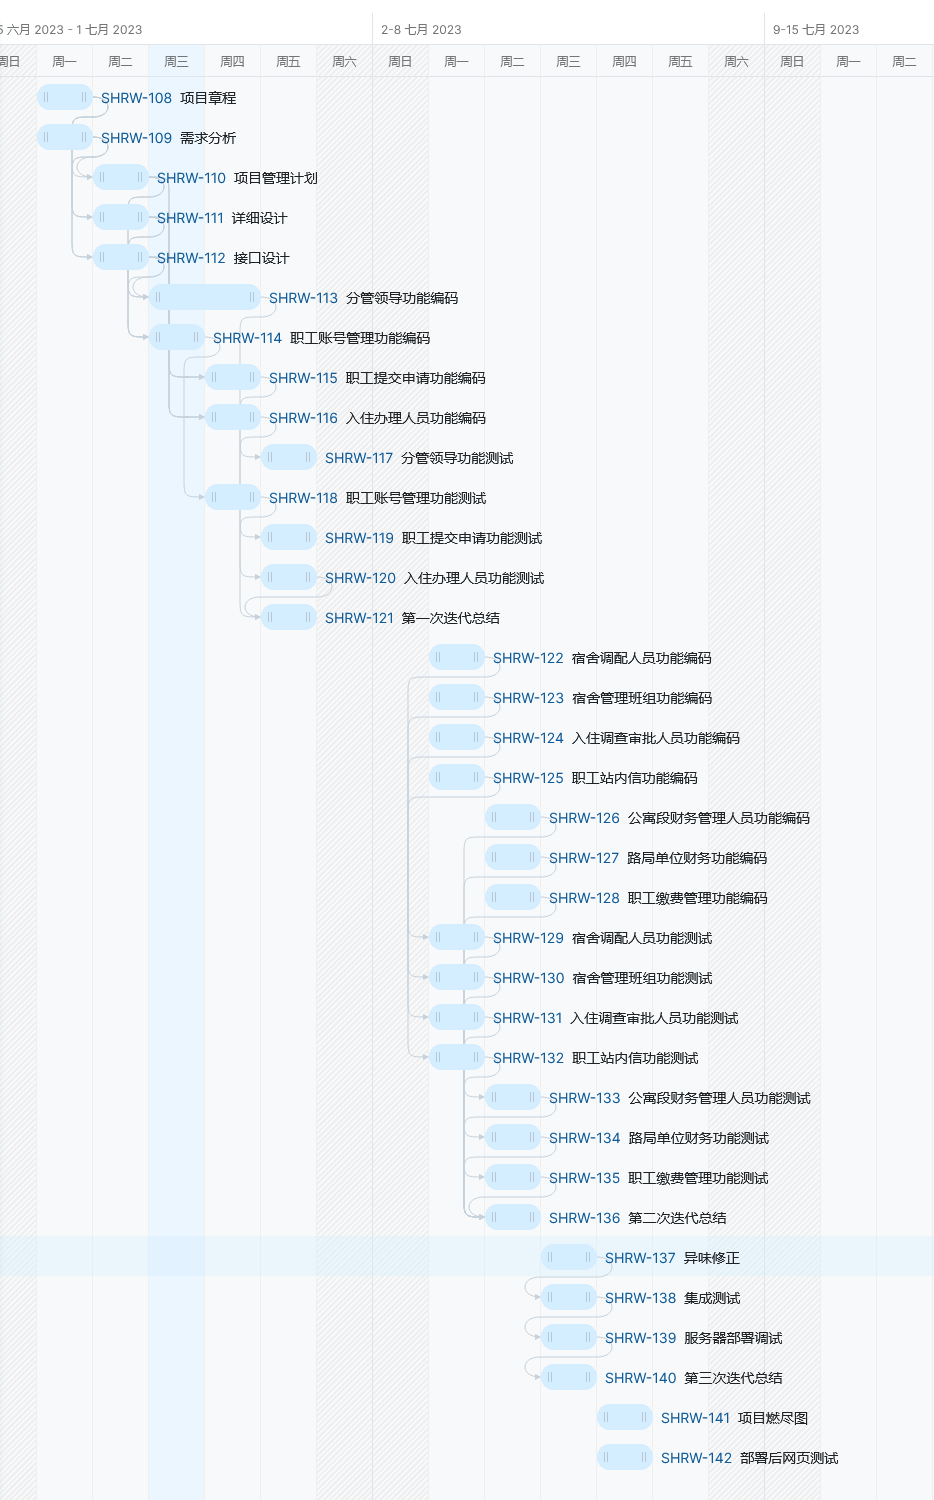 5 六月 2023 - 1 七月 2023 2-8 七月 2023 9-15 七月 2023
周日 周一 周二 周三 周四 周五 周六 周日 周一 周二 周三 周四 周五 周六 周日 周一 周二
SHRW-108 项目章程
SHRW-109 需求分析
SHRW-110 项目管理计划
SHRW-111 详细设计
SHRW-112 接口设计
SHRW-113 分管领导功能编码
SHRW-114 职工账号管理功能编码
SHRW-115 职工提交申请功能编码
SHRW-116 入住办理人员功能编码
SHRW-117 分管领导功能测试
SHRW-118 职工账号管理功能测试
SHRW-119 职工提交申请功能测试
SHRW-120 入住办理人员功能测试
SHRW-121 第一次迭代总结
SHRW-122 宿舍调配人员功能编码
SHRW-123 宿舍管理班组功能编码
SHRW-124 入住调查审批人员功能编码
SHRW-125 职工站内信功能编码
SHRW-126 公寓段财务管理人员功能编码
SHRW-127 路局单位财务功能编码
SHRW-128 职工缴费管理功能编码
SHRW-129 宿舍调配人员功能测试
SHRW-130 宿舍管理班组功能测试
SHRW-131 入住调查审批人员功能测试
SHRW-132 职工站内信功能测试
SHRW-133 公寓段财务管理人员功能测试
SHRW-134 路局单位财务功能测试
SHRW-135 职工缴费管理功能测试
SHRW-136 第二次迭代总结
SHRW-137 异味修正
SHRW-138 集成测试
SHRW-139 服务器部署调试
SHRW-140 第三次迭代总结
SHRW-141 项目燃尽图
SHRW-142 部署后网页测试